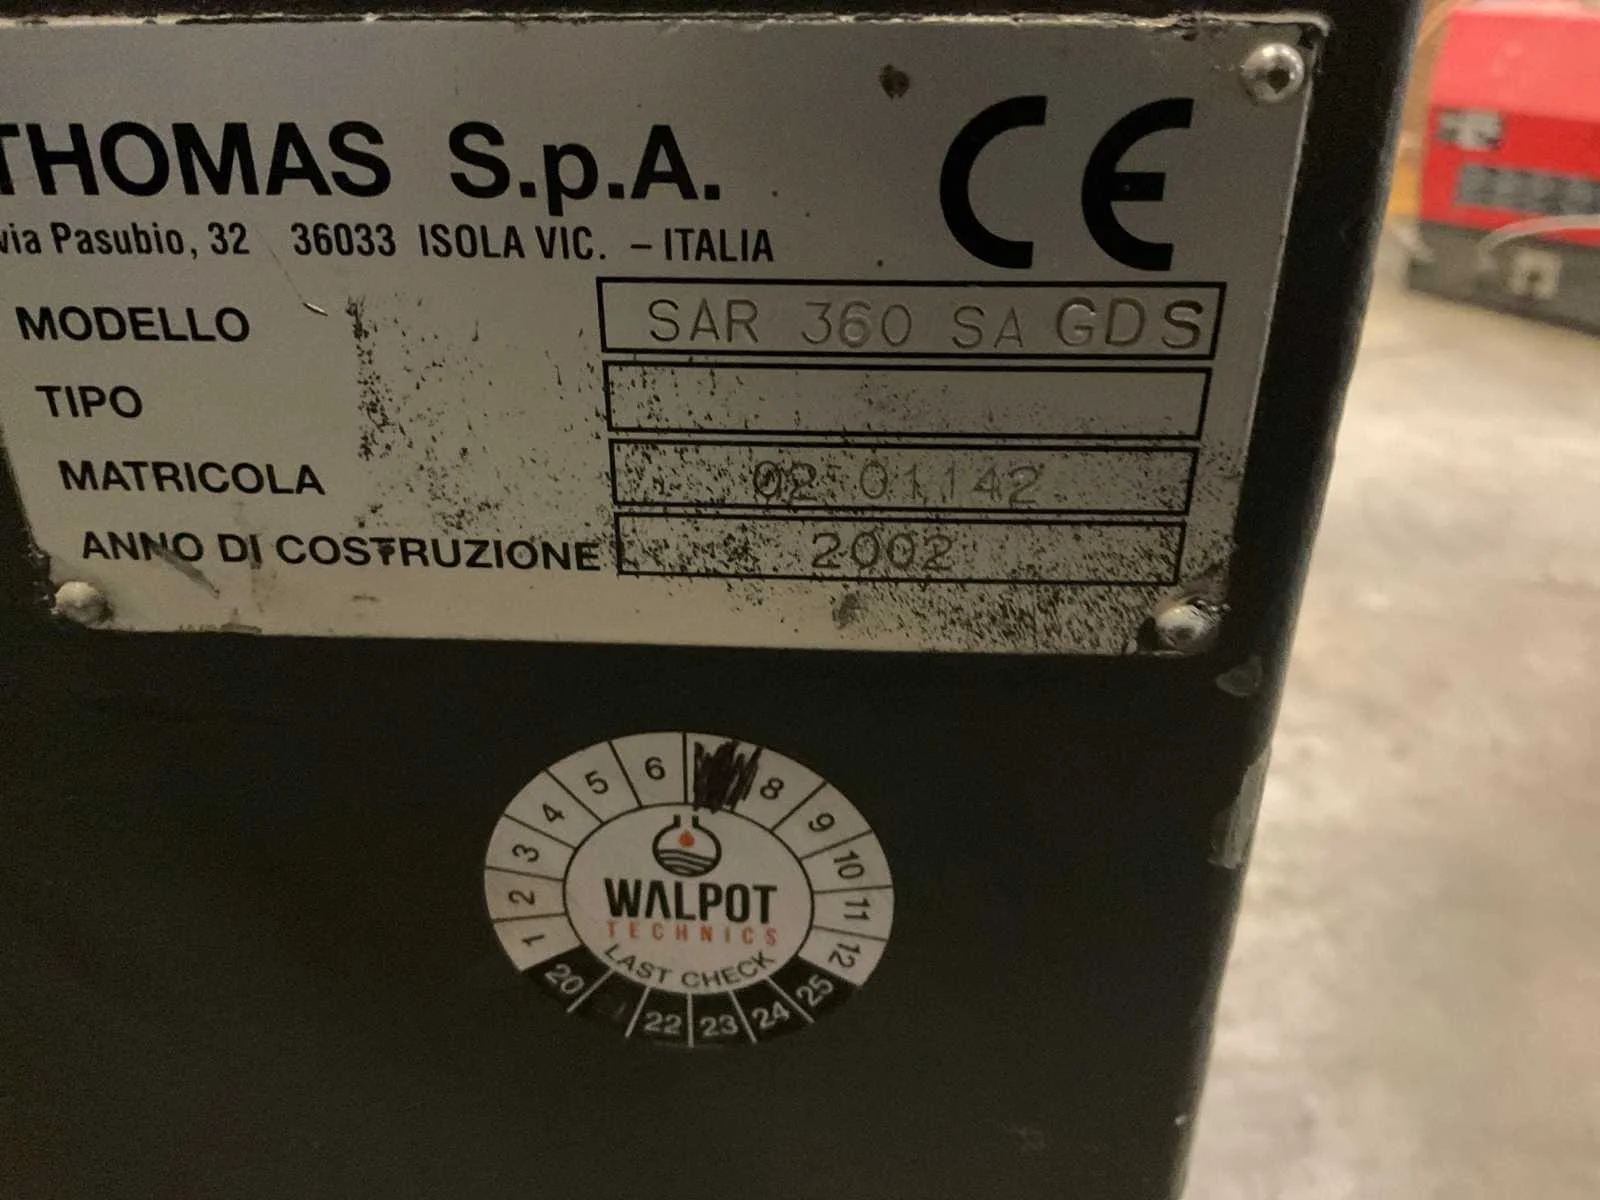 THOMAS S.p.A.
CE
via Pasubio, 32 36033 ISOLA VIC. – ITALIA
MODELLO SAR 360 SA GDS
TIPO
MATRICOLA 02-01142
ANNO DI COSTRUZIONE 2002
1 2 3 4 5 6 8 9 10 11 12
WALPOT
TECHNICS
LAST CHECK
20 22 23 24 25